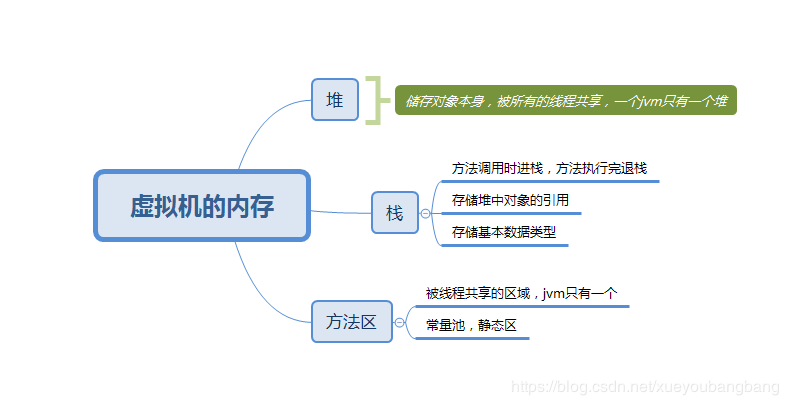 堆
储存对象本身，被所有的线程共享，一个jvm只有一个堆
虚拟机的内存
栈
方法调用时进栈，方法执行完退栈
存储堆中对象的引用
存储基本数据类型
方法区
被线程共享的区域，jvm只有一个
常量池，静态区
https://blog.csdn.net/xueyoubangbang